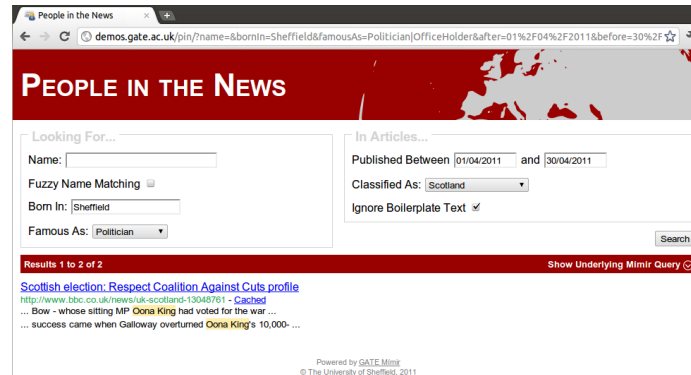 People in the News
demos.gate.ac.uk/pin/?name=&bornIn=Sheffield&famousAs=Politician|OfficeHolder&after=01%2F04%2F2011&before=30%2F
PEOPLE IN THE NEWS
Looking For...
Name:
Fuzzy Name Matching
Born In: Sheffield
Famous As: Politician
In Articles...
Published Between 01/04/2011 and 30/04/2011
Classified As: Scotland
Ignore Boilerplate Text
Search
Results 1 to 2 of 2 Show Underlying Mimir Query
Scottish election: Respect Coalition Against Cuts profile
http://www.bbc.co.uk/news/uk-scotland-13048761 - Cached
... Bow - whose sitting MP Oona King had voted for the war ...
... success came when Galloway overturned Oona King's 10,000- ...
Powered by GATE Mímir
© The University of Sheffield, 2011